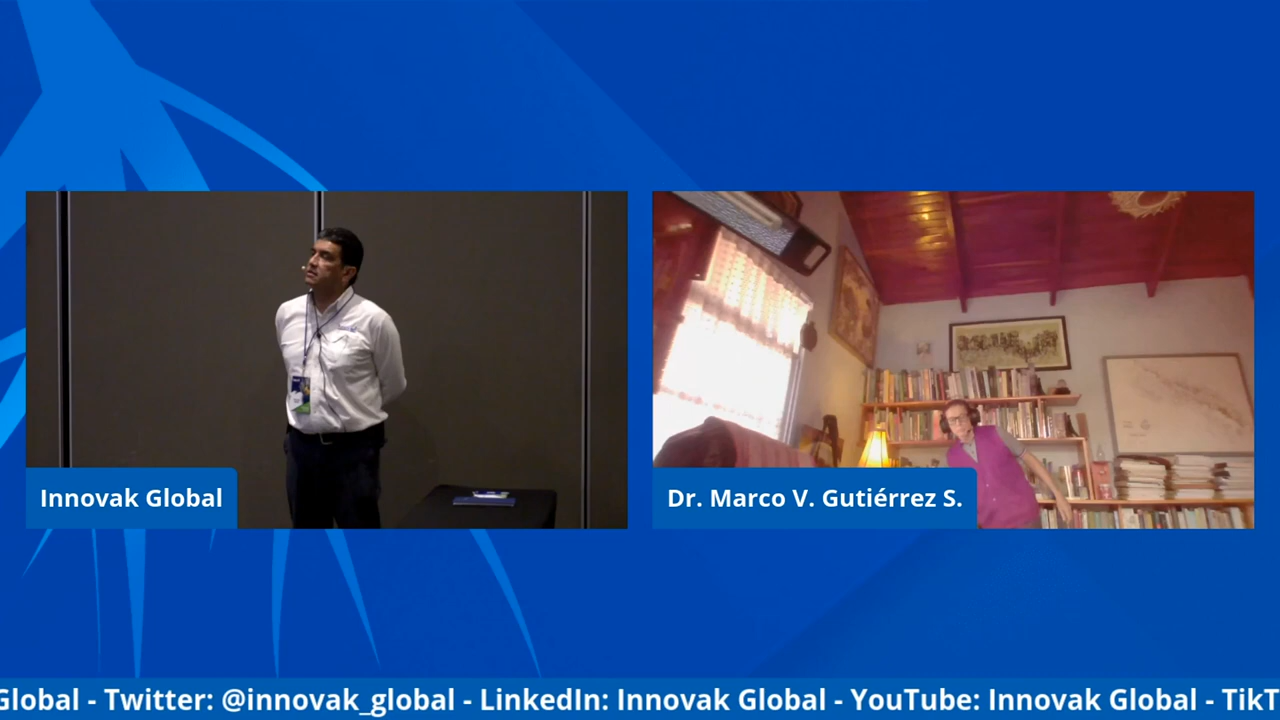 Innovak Global
Dr. Marco V. Gutiérrez S.
Global - Twitter: @innovak_global - LinkedIn: Innovak Global - YouTube: Innovak Global - TikT